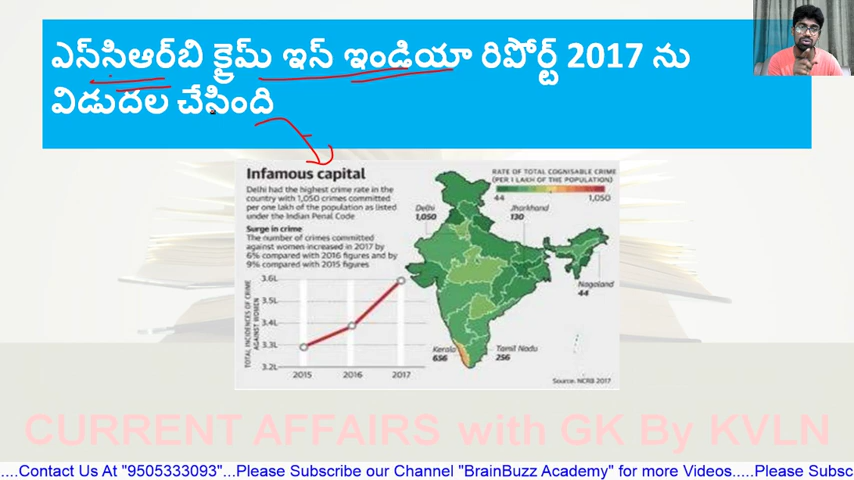 ఎస్‌సిఆర్‌బి క్రైమ్ ఇస్ ఇండియా రిపోర్ట్ 2017 ను
విడుదల చేసింది
Infamous capital
Delhi had the highest crime rate in the
country with 1,050 crimes committed
per one lakh of the population as listed
under the Indian Penal Code
Surge in crime
The number of crimes committed
against women increased in 2017 by
6% compared with 2016 figures and by
9% compared with 2015 figures
RATE OF TOTAL COGNISABLE CRIME
(PER 1 LAKH OF THE POPULATION)
44 1,050
Delhi
1,050
Jharkhand
130
Nagaland
44
Kerala
656
Tamil Nadu
256
TOTAL INCIDENCES OF CRIME
AGAINST WOMEN
3.6L
3.5L
3.4L
3.3L
3.2L
2015 2016 2017
Source: NCRB 2017
CURRENT AFFAIRS with GK By KVLN
....Contact Us At "9505333093"...Please Subscribe our Channel "BrainBuzz Academy" for more Videos.....Please Subsc